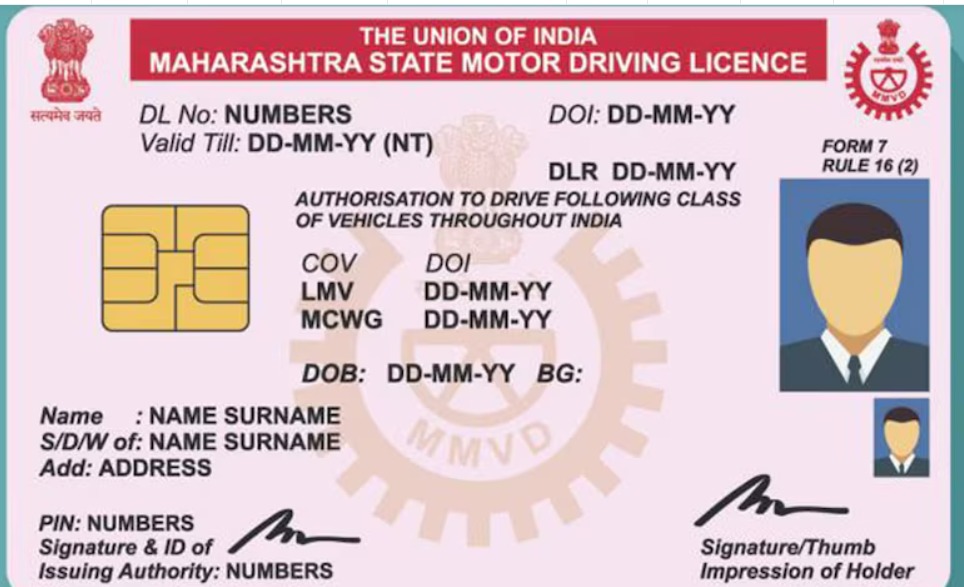 THE UNION OF INDIA
MAHARASHTRA STATE MOTOR DRIVING LICENCE
सत्यमेव जयते
MMVD
DL No: NUMBERS
DOI: DD-MM-YY
Valid Till: DD-MM-YY (NT)
FORM 7
RULE 16 (2)
DLR DD-MM-YY
AUTHORISATION TO DRIVE FOLLOWING CLASS
OF VEHICLES THROUGHOUT INDIA
COV DOI
LMV DD-MM-YY
MCWG DD-MM-YY
DOB: DD-MM-YY BG:
Name : NAME SURNAME
S/D/W of: NAME SURNAME
Add: ADDRESS
MMVD
PIN: NUMBERS
Signature & ID of
Issuing Authority: NUMBERS
Signature/Thumb
Impression of Holder